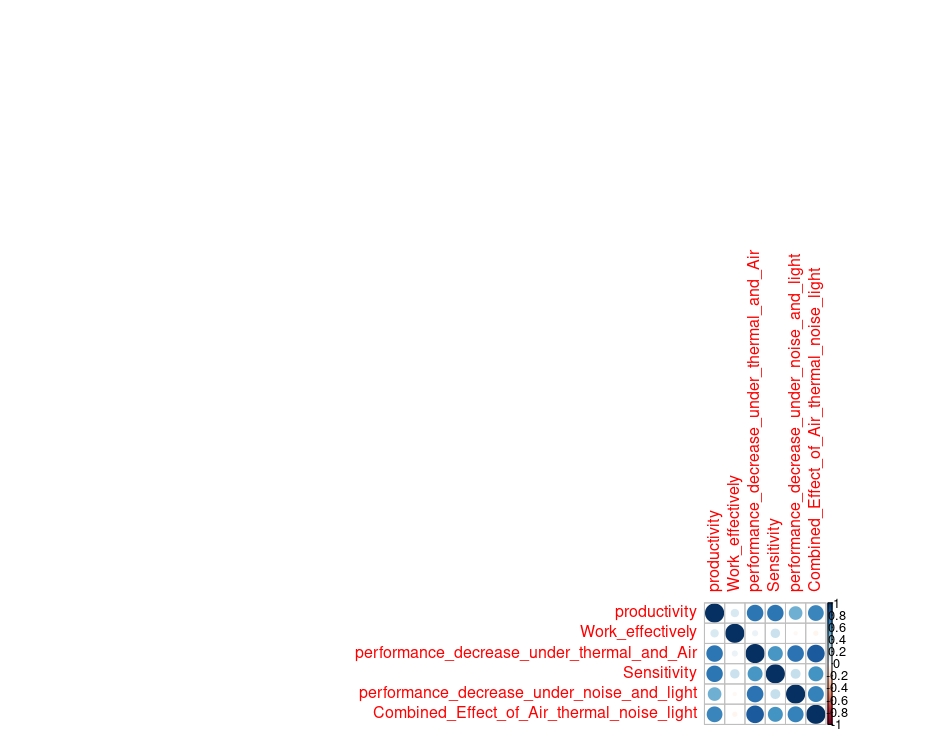 productivity
Work_effectively
performance_decrease_under_thermal_and_Air
Sensitivity
performance_decrease_under_noise_and_light
Combined_Effect_of_Air_thermal_noise_light
productivity
Work_effectively
performance_decrease_under_thermal_and_Air
Sensitivity
performance_decrease_under_noise_and_light
Combined_Effect_of_Air_thermal_noise_light
1
0.8
0.6
0.4
0.2
0
-0.2
-0.4
-0.6
-0.8
-1